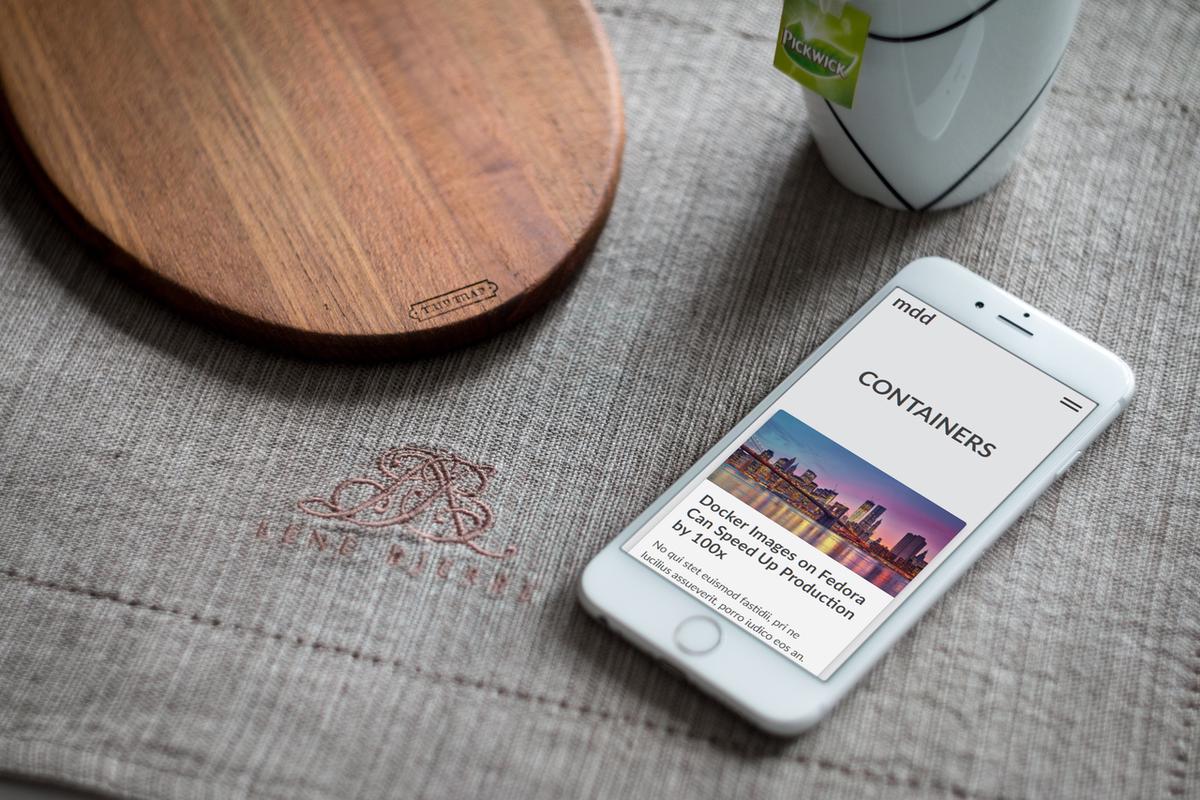 PICKWICK
mdd
CONTAINERS
Docker Images on Fedora
Can Speed Up Production
by 100x
No qui stet euismod fastidii, pri ne
lucilius assueverit, porro iudico eos an.